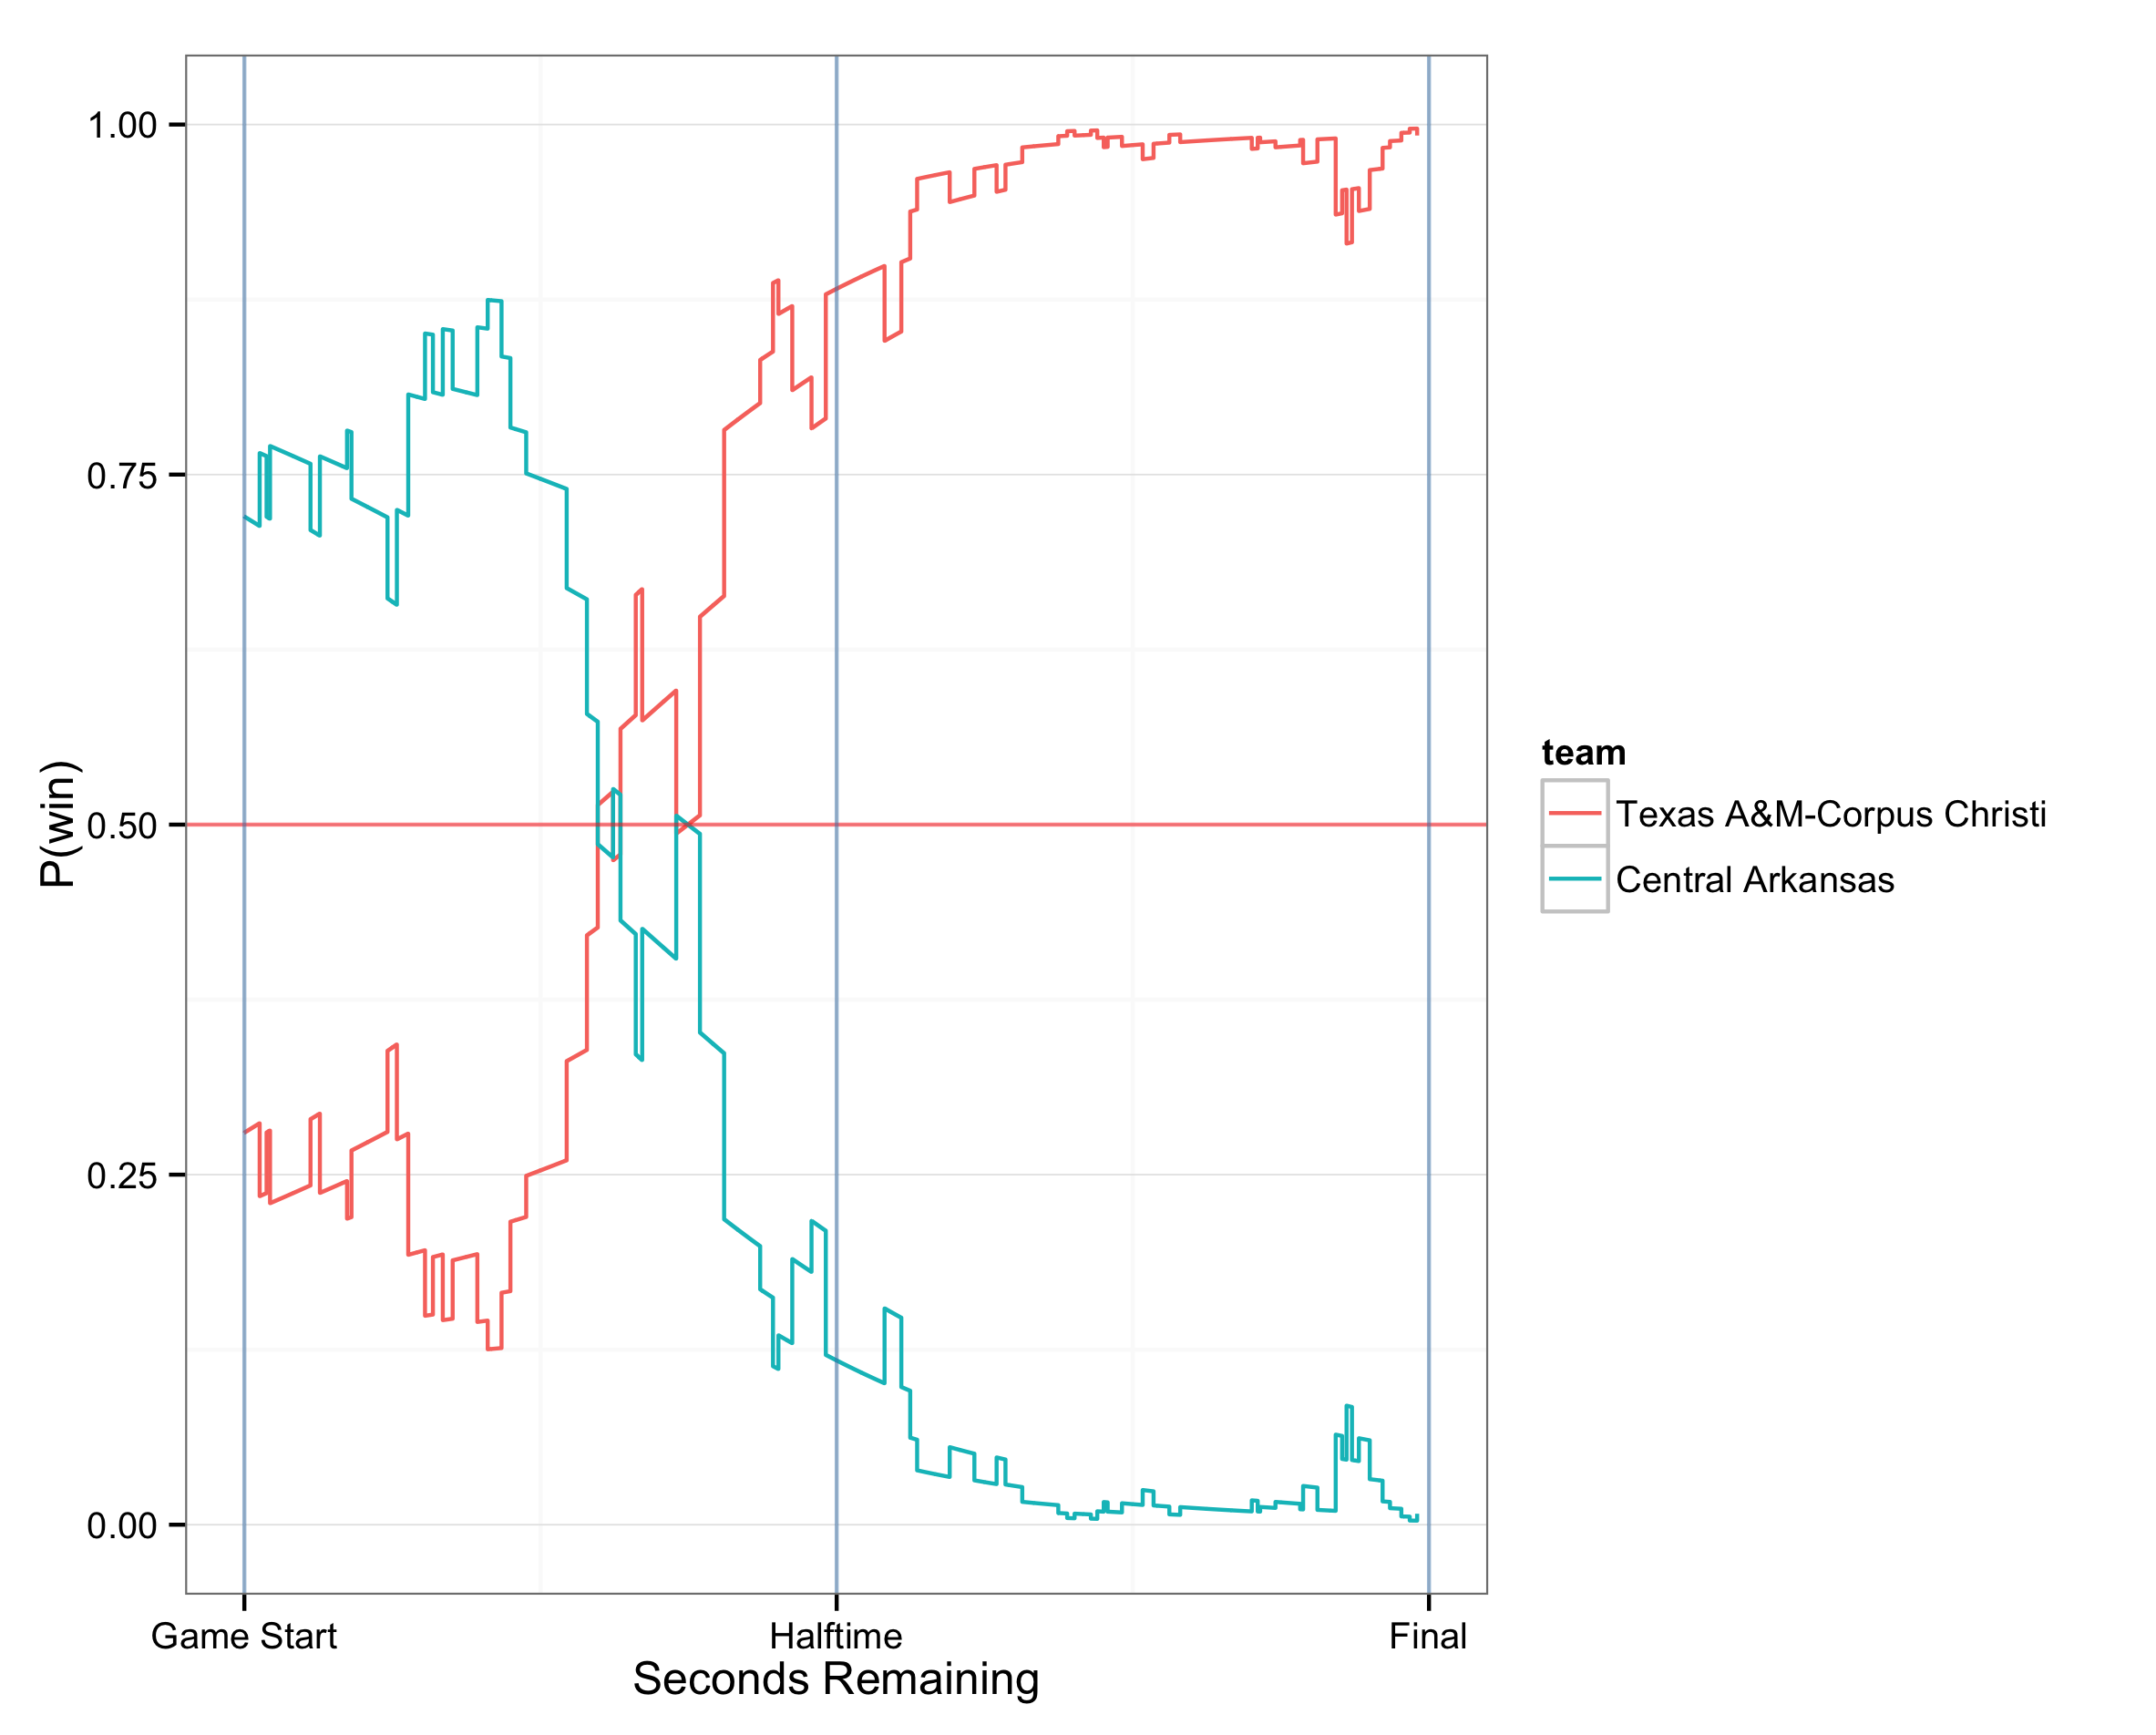 1.00
0.75
0.50
0.25
0.00
P(win)
Game Start
Halftime
Final
Seconds Remaining
team
Texas A&M-Corpus Christi
Central Arkansas